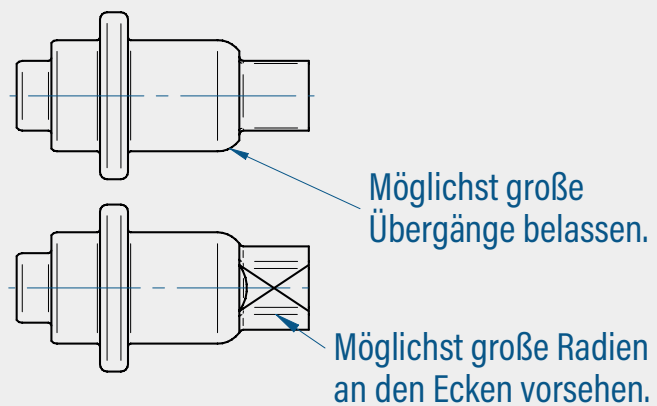 Möglichst große
Übergänge belassen.
Möglichst große Radien
an den Ecken vorsehen.